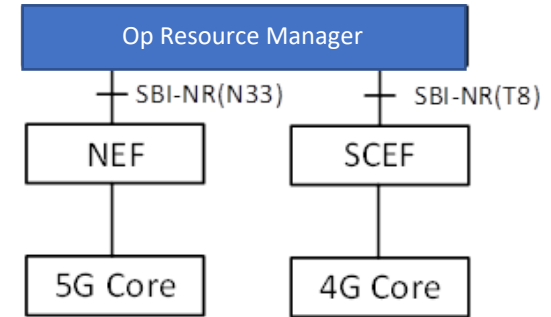 Op Resource Manager
SBI-NR(N33) SBI-NR(T8)
NEF SCEF
5G Core 4G Core